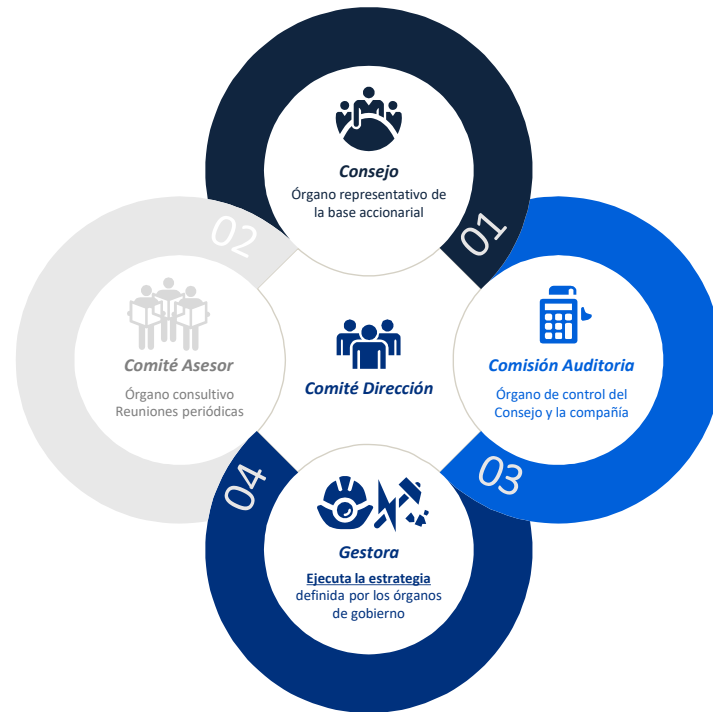 Consejo
Órgano representativo de
la base accionarial
01
02
Comité Asesor
Órgano consultivo
Reuniones periódicas
Comité Dirección
Comisión Auditoria
Órgano de control del
Consejo y la compañía
03
04
Gestora
Ejecuta la estrategia
definida por los órganos
de gobierno